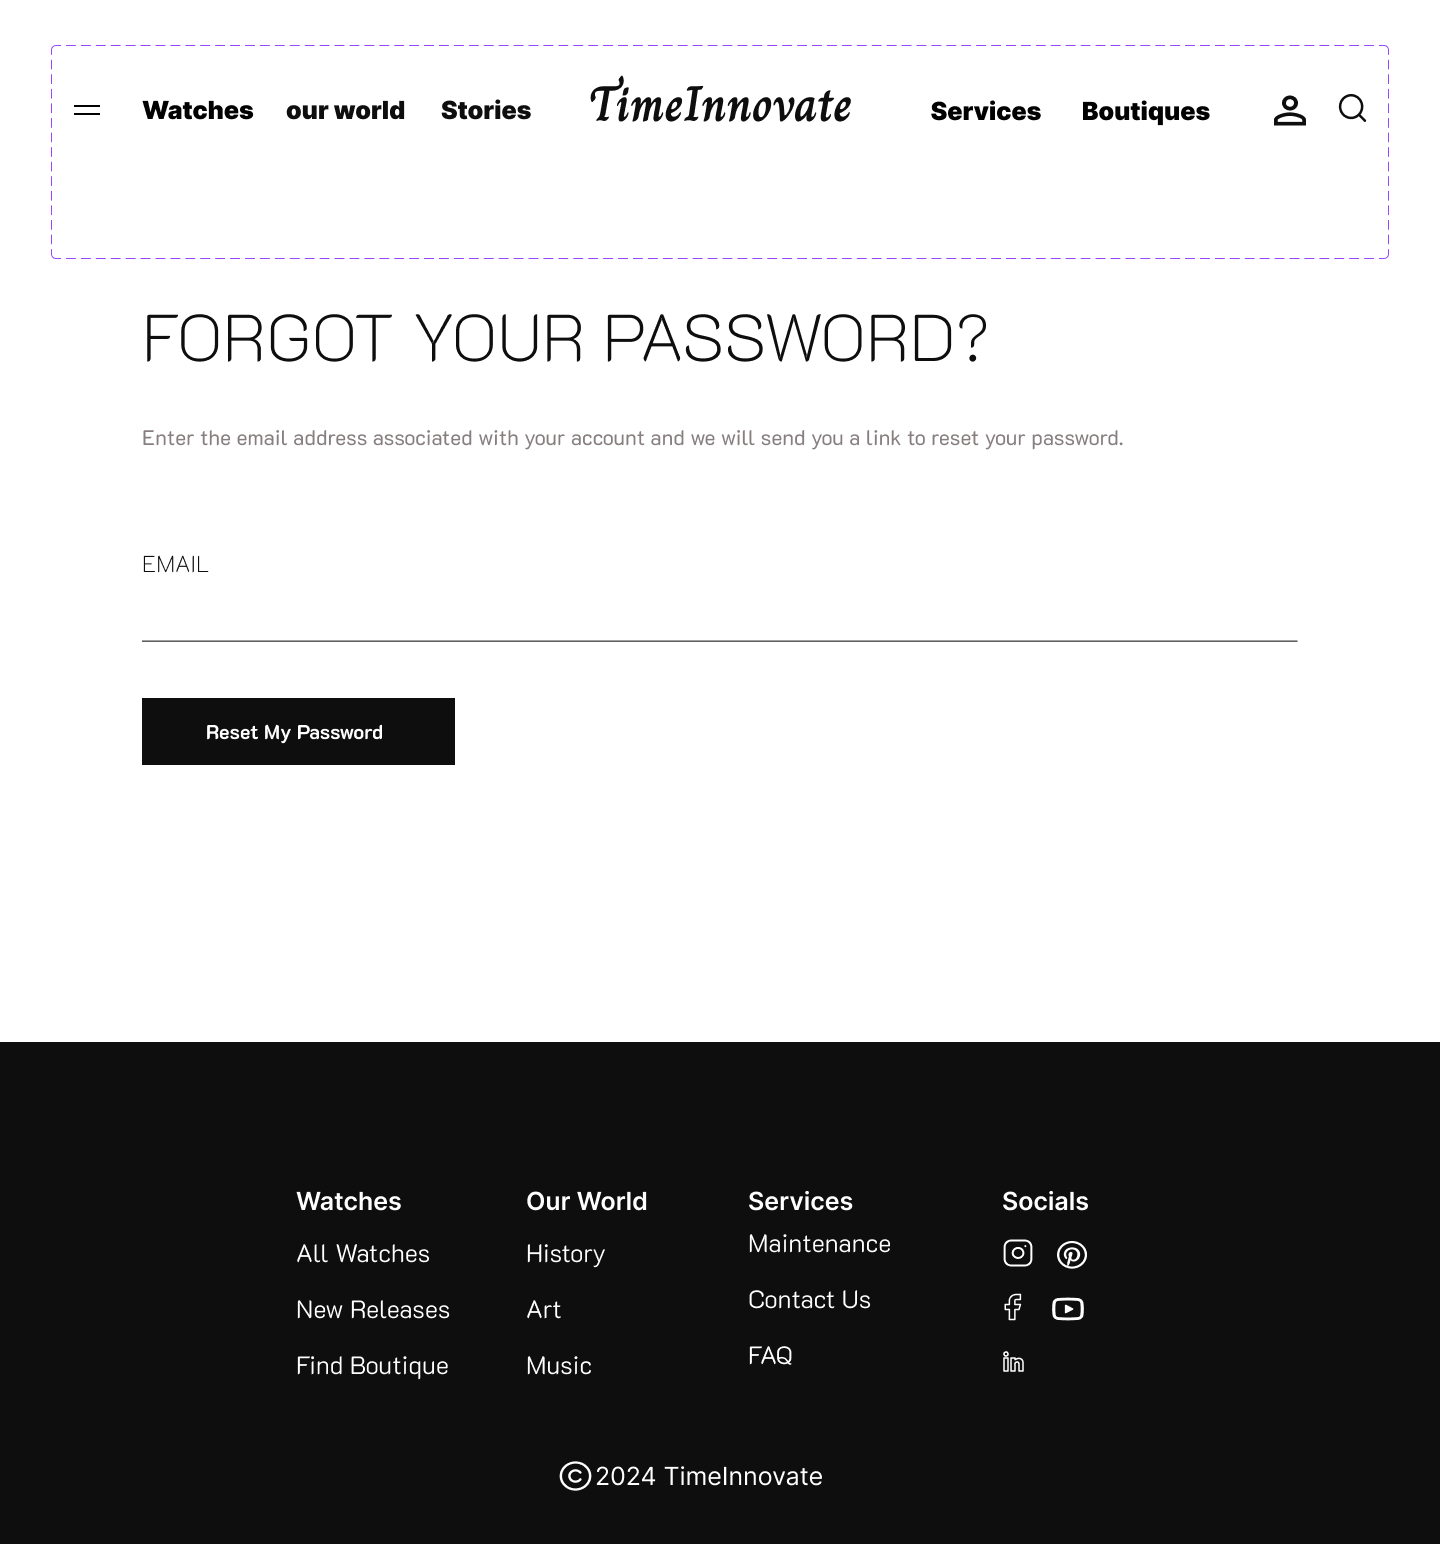 Watches our world Stories TimeInnovate Services Boutiques
FORGOT YOUR PASSWORD?
Enter the email address associated with your account and we will send you a link to reset your password.
EMAIL
Reset My Password
Watches
All Watches
New Releases
Find Boutique
Our World
History
Art
Music
Services
Maintenance
Contact Us
FAQ
Socials
©2024 TimeInnovate